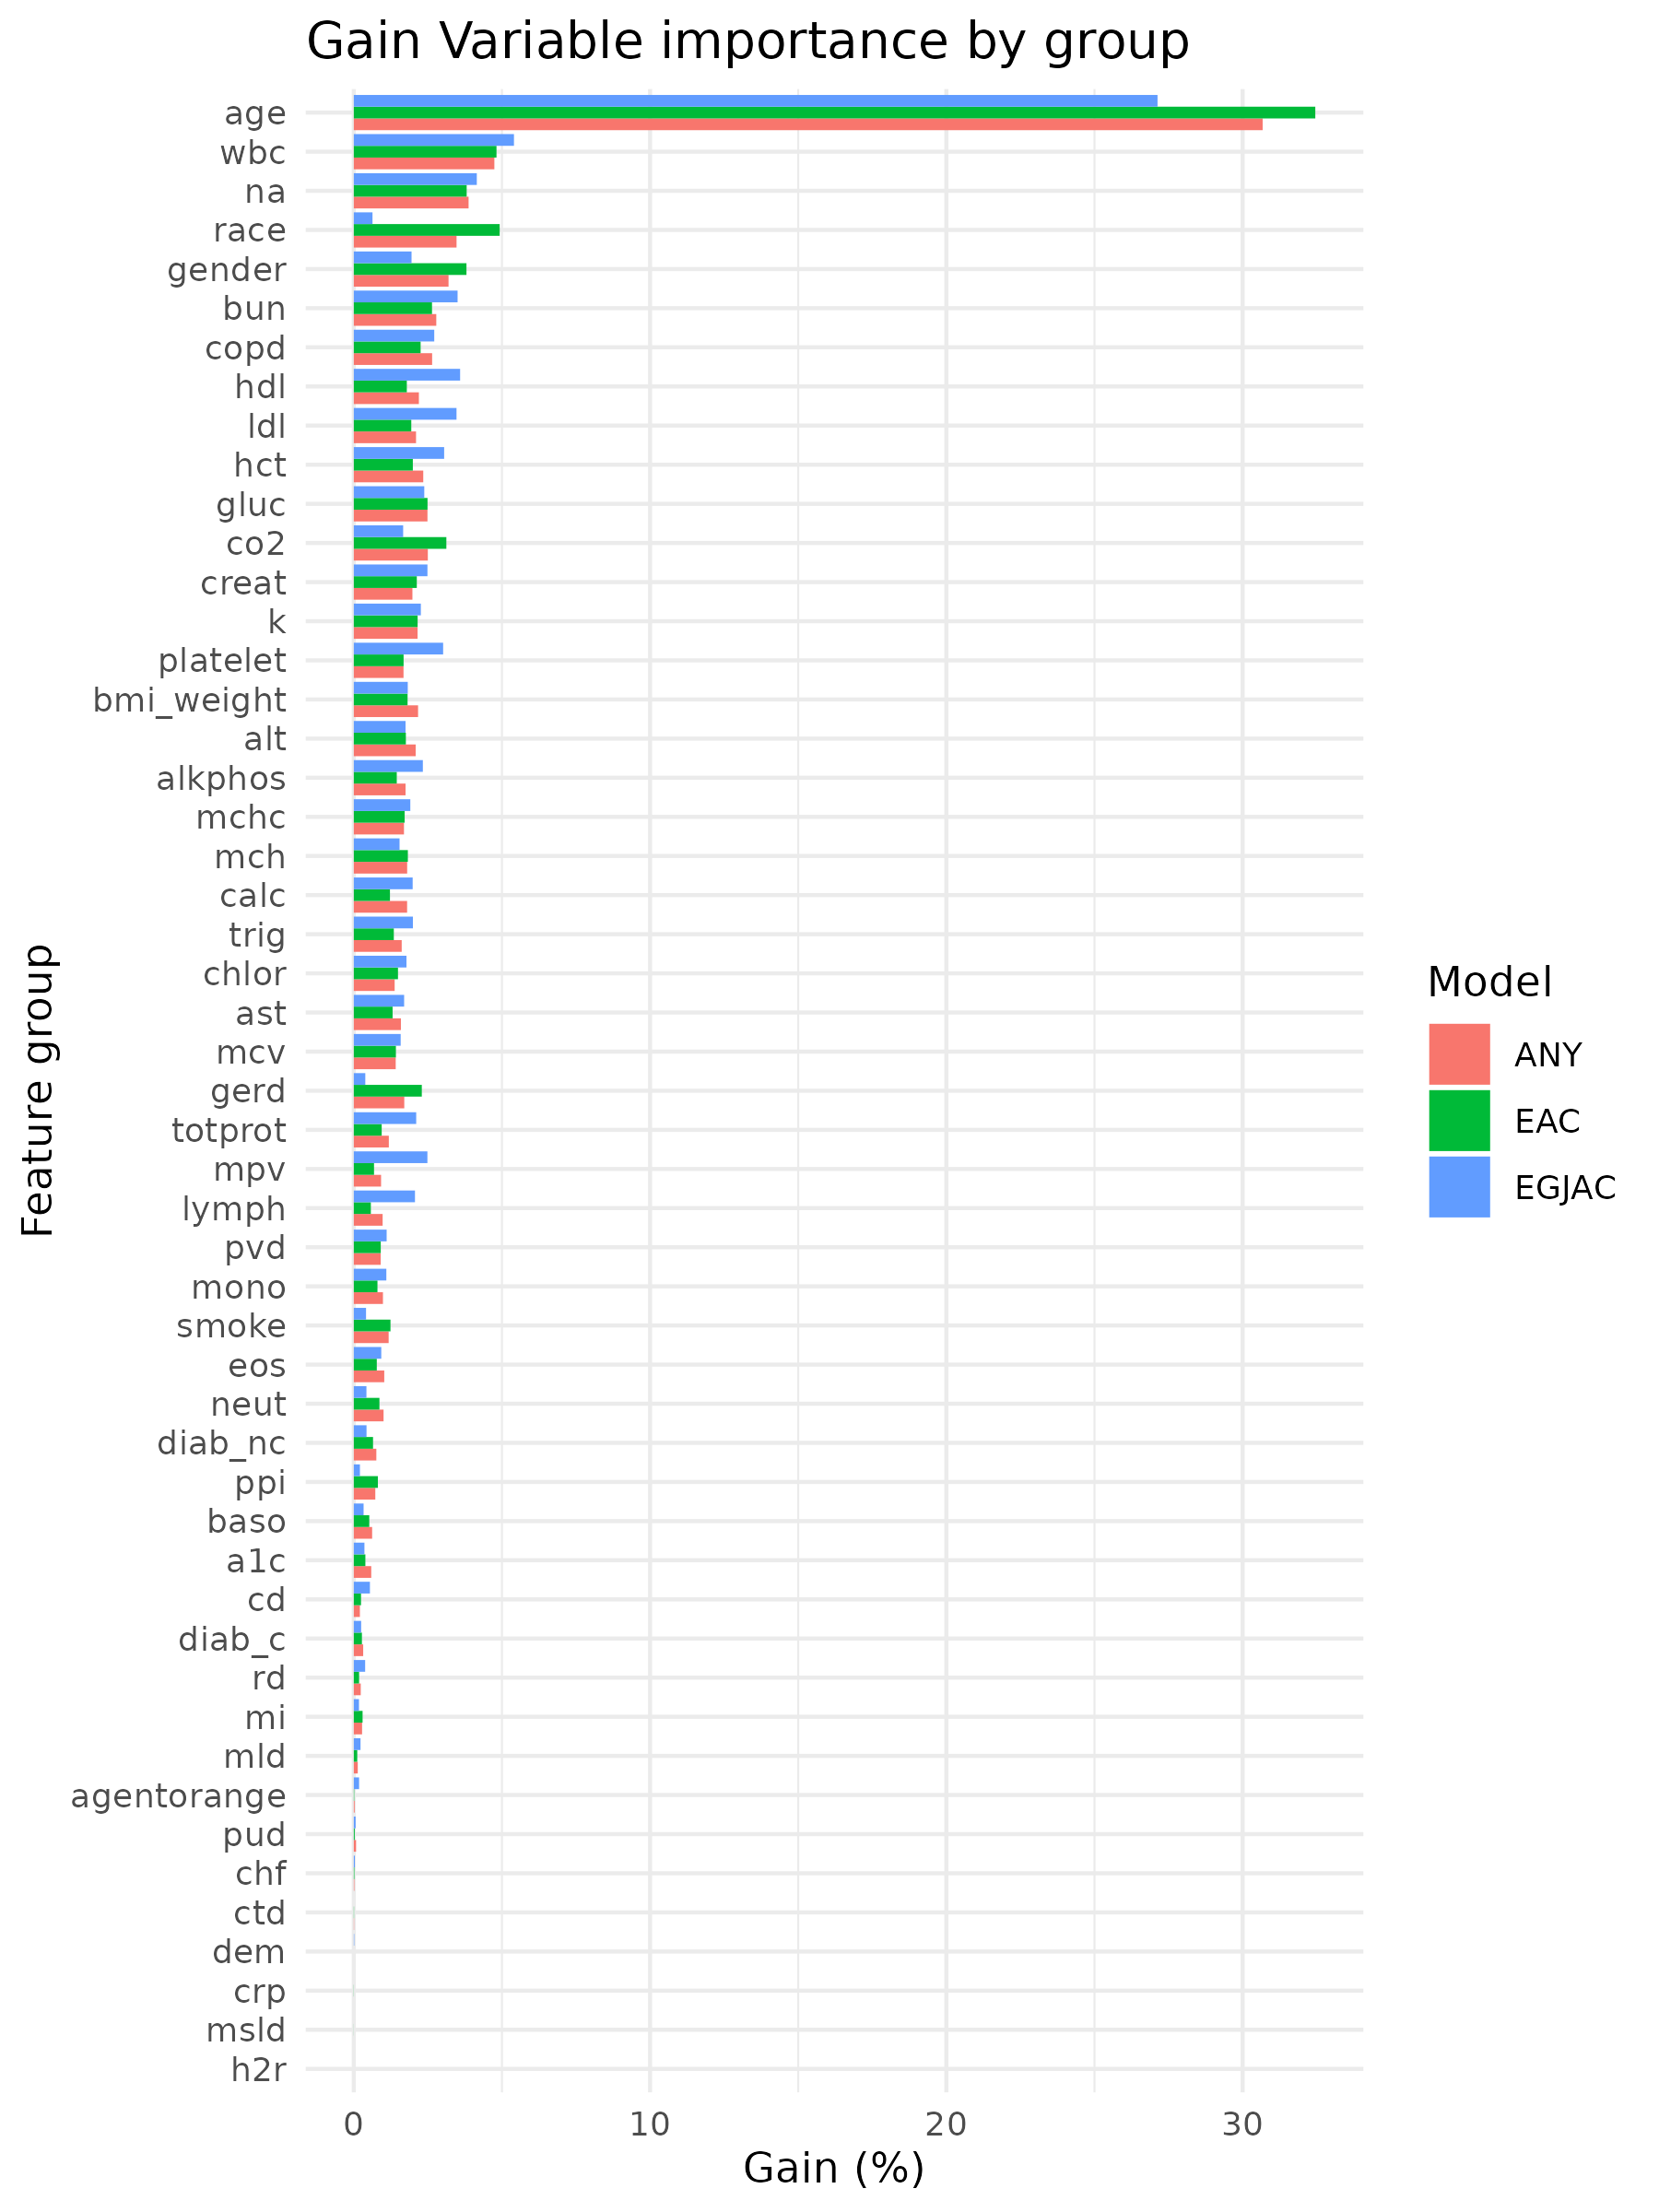 Gain Variable importance by group
age
wbc
na
race
gender
bun
copd
hdl
ldl
hct
gluc
co2
creat
k
platelet
bmi_weight
alt
alkphos
mchc
mch
calc
trig
chlor
ast
mcv
gerd
totprot
mpv
lymph
pvd
mono
smoke
eos
neut
diab_nc
ppi
baso
a1c
cd
diab_c
rd
mi
mld
agentorange
pud
chf
ctd
dem
crp
msld
h2r
Feature group
0 10 20 30
Gain (%)
Model
ANY
EAC
EGJAC